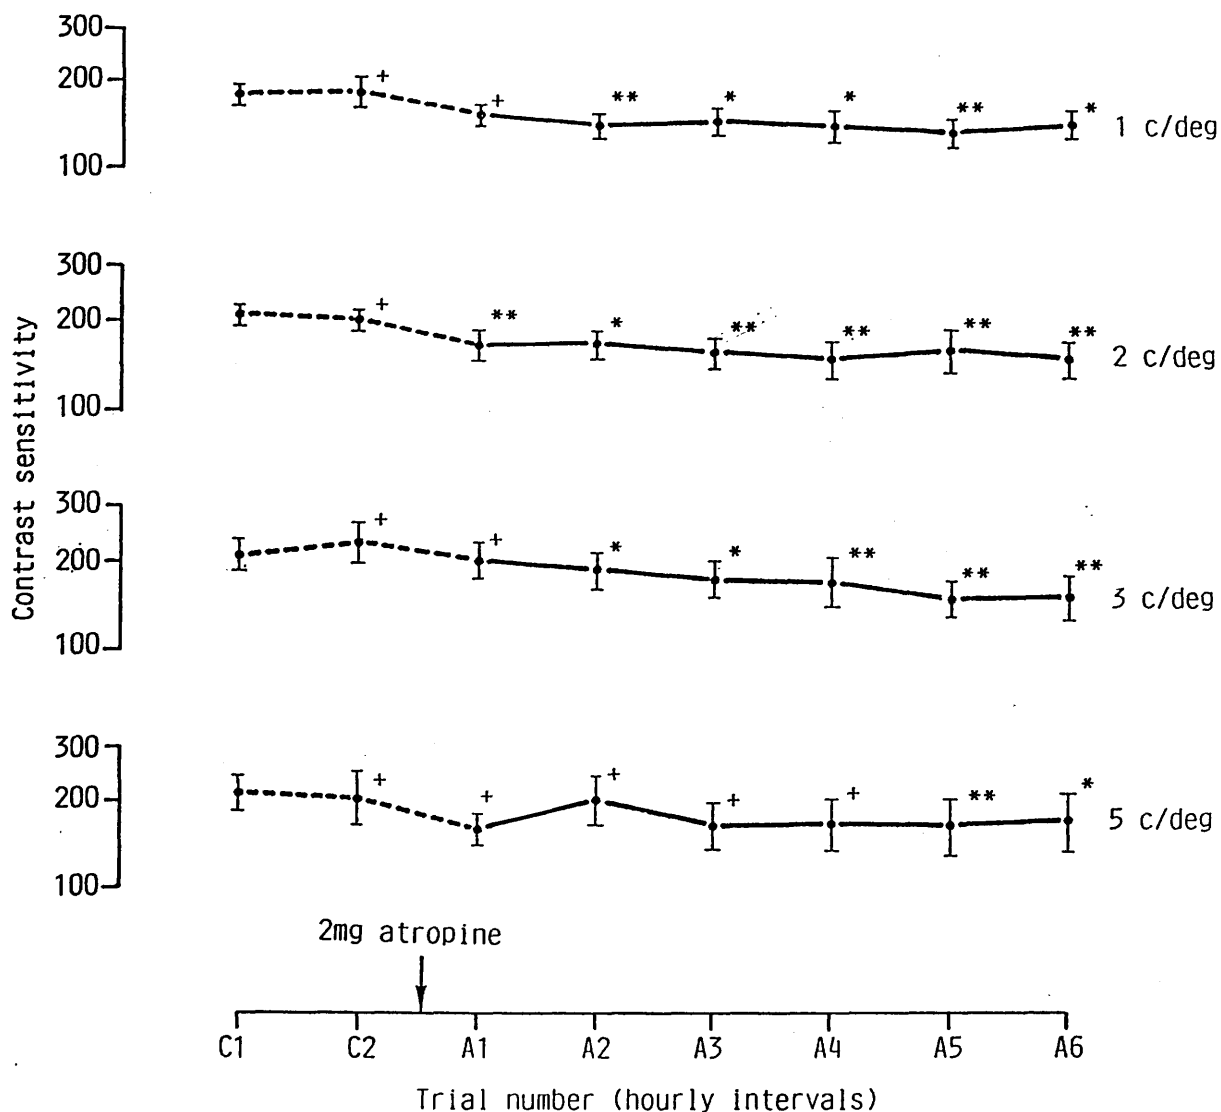 300
200
100
+ + ** * * ** *
1 c/deg
300
200
100
+ ** * ** ** ** **
2 c/deg
300
200
100
+ + * * ** ** **
3 c/deg
300
200
100
+ + + + + ** *
5 c/deg
Contrast sensitivity
2mg atropine
C1 C2 A1 A2 A3 A4 A5 A6
Trial number (hourly intervals)